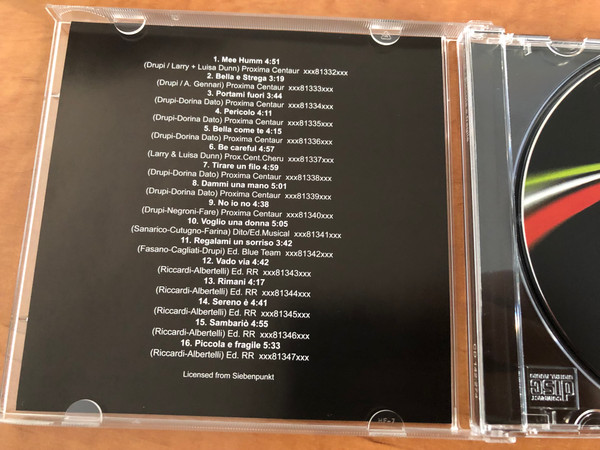 1. Mee Humm 4:51
(Drupi / Larry + Luisa Dunn) Proxima Centaur xxx81332xxx
2. Bella e Strega 3:19
(Drupi / A. Gennari) Proxima Centaur xxx81333xxx
3. Portami fuori 3:44
(Drupi-Dorina Dato) Proxima Centaur xxx81334xxx
4. Pericolo 4:11
(Drupi-Dorina Dato) Proxima Centaur xxx81335xxx
5. Bella come te 4:15
(Drupi-Dorina Dato) Proxima Centaur xxx81336xxx
6. Be careful 4:57
(Larry & Luisa Dunn) Prox.Cent.Cheru xxx81337xxx
7. Tirare un filo 4:59
(Drupi-Dorina Dato) Proxima Centaur xxx81338xxx
8. Dammi una mano 5:01
(Drupi-Dorina Dato) Proxima Centaur xxx81339xxx
9. No io no 4:38
(Drupi-Negroni-Fare) Proxima Centaur xxx81340xxx
10. Voglio una donna 5:05
(Sanarico-Cutugno-Farina) Dito/Ed.Musical xxx81341xxx
11. Regalami un sorriso 3:42
(Fasano-Cagliati-Drupi) Ed. Blue Team xxx81342xxx
12. Vado via 4:42
(Riccardi-Albertelli) Ed. RR xxx81343xxx
13. Rimani 4:17
(Riccardi-Albertelli) Ed. RR xxx81344xxx
14. Sereno è 4:41
(Riccardi-Albertelli) Ed. RR xxx81345xxx
15. Sambariò 4:55
(Riccardi-Albertelli) Ed. RR xxx81346xxx
16. Piccola e fragile 5:33
(Riccardi-Albertelli) Ed. RR xxx81347xxx
Licensed from Siebenpunkt
HF-7
COMPACT
disc
DIGITAL AUDIO